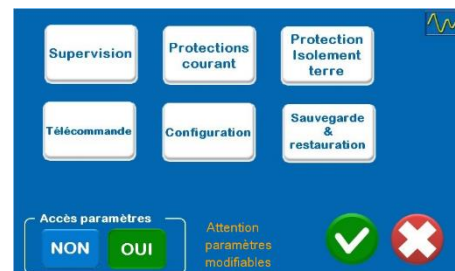 Supervision
Protections
courant
Protection
Isolement
terre
Télécommande
Configuration
Sauvegarde
&
restauration
Accès paramètres
NON
OUI
Attention
paramètres
modifiables